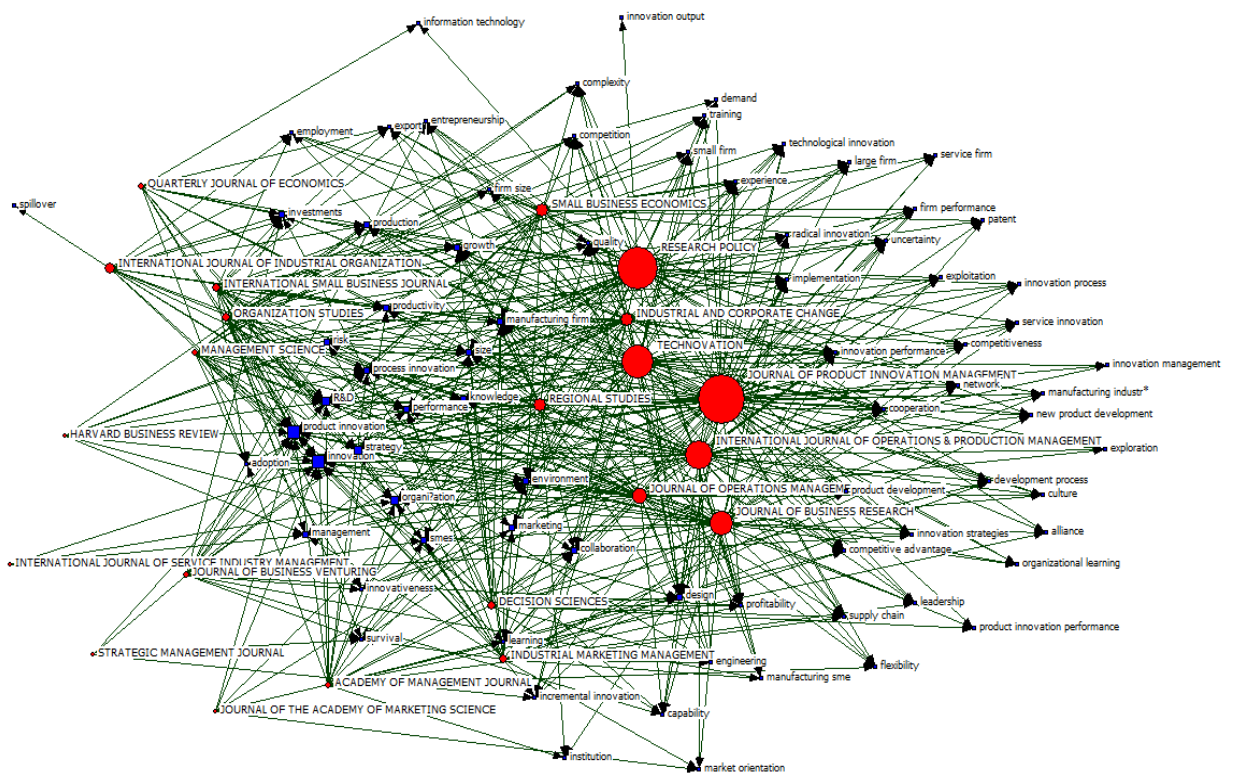 innovation output
information technology
complexity
demand
training
entrepreneurship
export
employment
competition
technological innovation
small firm
service firm
large firm
experience
QUARTERLY JOURNAL OF ECONOMICS
firm size
SMALL BUSINESS ECONOMICS
spillover
investments
production
firm performance
patent
radical innovation
uncertainty
quality
growth
RESEARCH POLICY
INTERNATIONAL JOURNAL OF INDUSTRIAL ORGANIZATION
implementation
exploitation
innovation process
INTERNATIONAL SMALL BUSINESS JOURNAL
productivity
ORGANIZATION STUDIES
manufacturing firm
INDUSTRIAL AND CORPORATE CHANGE
service innovation
risk
TECHNOVATION
competitiveness
MANAGEMENT SCIENCE
size
innovation performance
innovation management
process innovation
JOURNAL OF PRODUCT INNOVATION MANAGEMENT
network
manufacturing industr*
R&D
knowledge
REGIONAL STUDIES
performance
cooperation
new product development
product innovation
HARVARD BUSINESS REVIEW
INTERNATIONAL JOURNAL OF OPERATIONS & PRODUCTION MANAGEMENT
strategy
exploration
innovation
adoption
environment
development process
JOURNAL OF OPERATIONS MANAGEME
product development
culture
organi?ation
JOURNAL OF BUSINESS RESEARCH
marketing
management
innovation strategies
alliance
smes
collaboration
competitive advantage
INTERNATIONAL JOURNAL OF SERVICE INDUSTRY MANAGEMENT
organizational learning
JOURNAL OF BUSINESS VENTURING
innovativeness
design
DECISION SCIENCES
profitability
leadership
supply chain
product innovation performance
survival
learning
STRATEGIC MANAGEMENT JOURNAL
INDUSTRIAL MARKETING MANAGEMENT
engineering
flexibility
manufacturing sme
ACADEMY OF MANAGEMENT JOURNAL
incremental innovation
JOURNAL OF THE ACADEMY OF MARKETING SCIENCE
capability
institution
market orientation